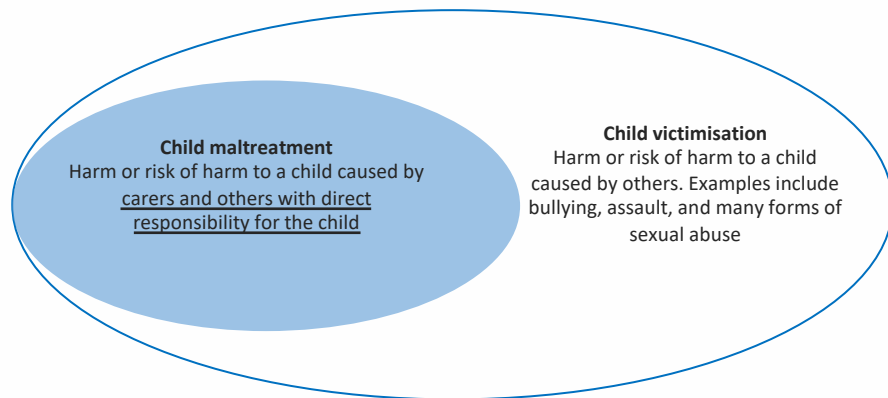 Child maltreatment
Harm or risk of harm to a child caused by
carers and others with direct
responsibility for the child
Child victimisation
Harm or risk of harm to a child
caused by others. Examples include
bullying, assault, and many forms of
sexual abuse